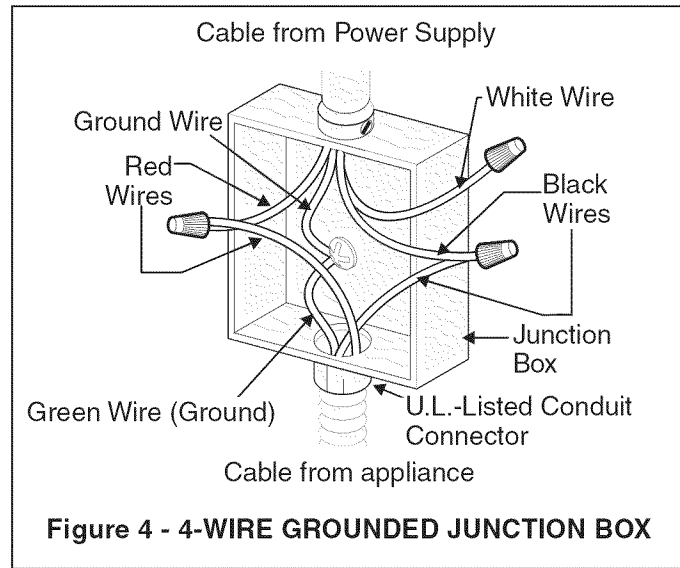 Cable from Power Supply
White Wire
Ground Wire
Red
Wires
Black
Wires
Junction
Box
Green Wire (Ground)
U.L.-Listed Conduit
Connector
Cable from appliance
Figure 4 - 4-WIRE GROUNDED JUNCTION BOX